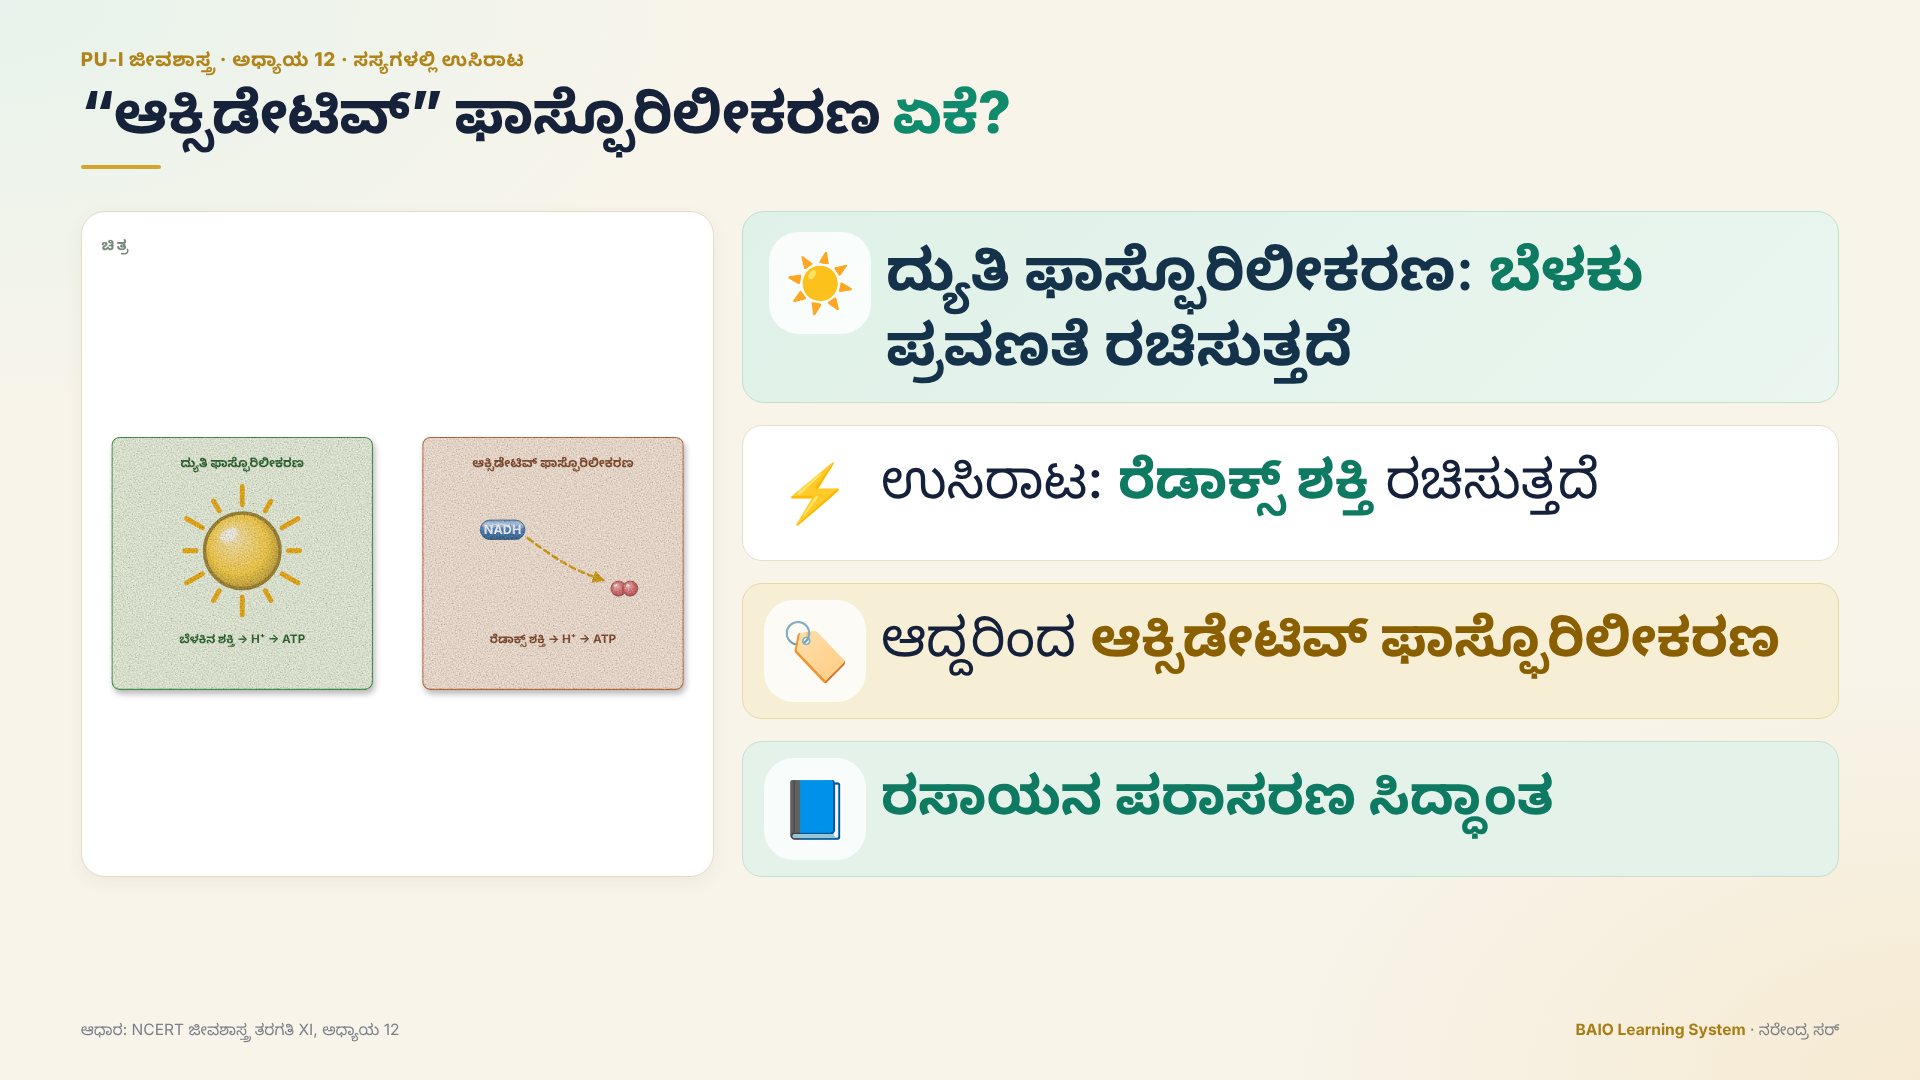 PU-I ಜೀವಶಾಸ್ತ್ರ · ಅಧ್ಯಾಯ 12 · ಸಸ್ಯಗಳಲ್ಲಿ ಉಸಿರಾಟ
“ಆಕ್ಸಿಡೇಟಿವ್” ಫಾಸ್ಫೊರಿಲೀಕರಣ ಏಕೆ?
ಚಿತ್ರ
ದ್ಯುತಿ ಫಾಸ್ಫೊರಿಲೀಕರಣ
ಬೆಳಕಿನ ಶಕ್ತಿ → H⁺ → ATP
ಆಕ್ಸಿಡೇಟಿವ್ ಫಾಸ್ಫೊರಿಲೀಕರಣ
NADH
ರೆಡಾಕ್ಸ್ ಶಕ್ತಿ → H⁺ → ATP
ದ್ಯುತಿ ಫಾಸ್ಫೊರಿಲೀಕರಣ: ಬೆಳಕು
ಪ್ರವಣತೆ ರಚಿಸುತ್ತದೆ
ಉಸಿರಾಟ: ರೆಡಾಕ್ಸ್ ಶಕ್ತಿ ರಚಿಸುತ್ತದೆ
ಆದ್ದರಿಂದ ಆಕ್ಸಿಡೇಟಿವ್ ಫಾಸ್ಫೊರಿಲೀಕರಣ
ರಸಾಯನ ಪರಾಸರಣ ಸಿದ್ಧಾಂತ
ಆಧಾರ: NCERT ಜೀವಶಾಸ್ತ್ರ ತರಗತಿ XI, ಅಧ್ಯಾಯ 12
BAIO Learning System · ನರೇಂದ್ರ ಸರ್